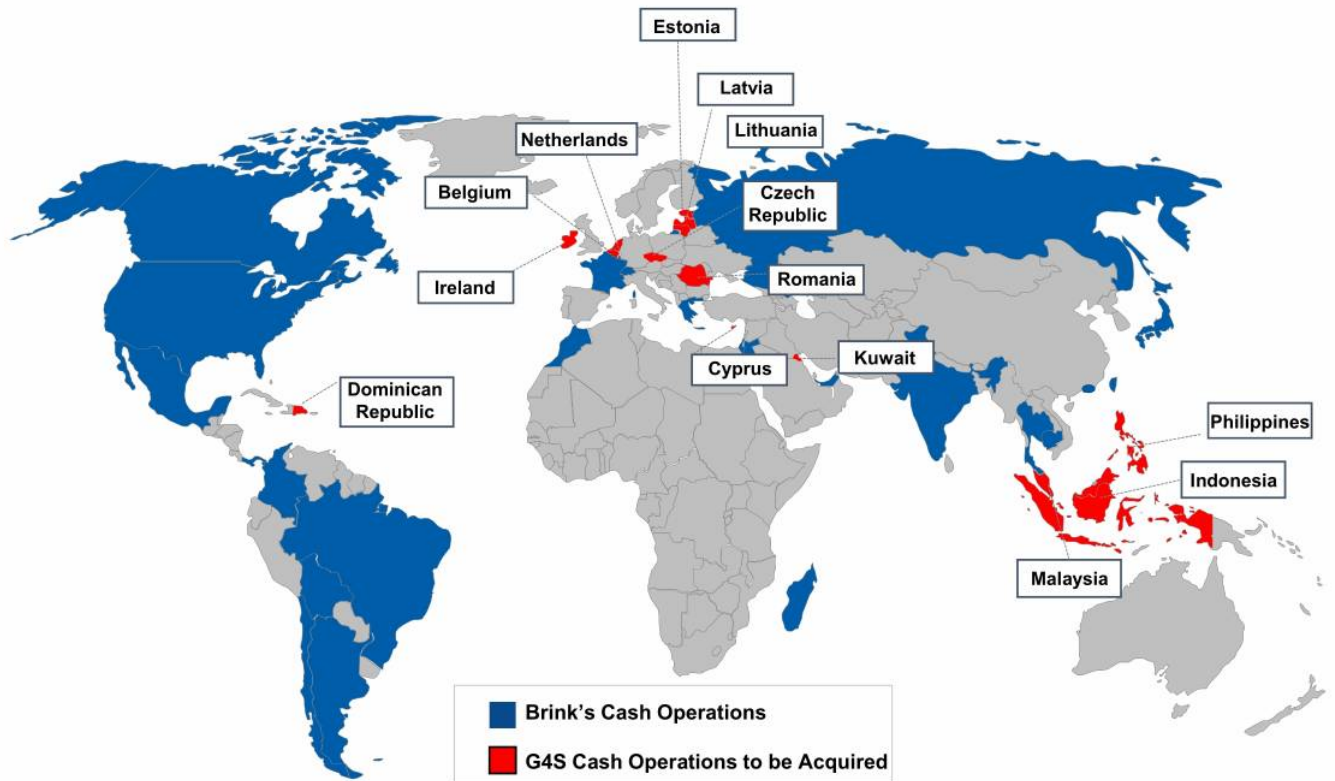 Estonia
Latvia
Netherlands
Lithuania
Belgium
Czech
Republic
Ireland
Romania
Cyprus
Kuwait
Dominican
Republic
Philippines
Indonesia
Malaysia
Brink's Cash Operations
G4S Cash Operations to be Acquired